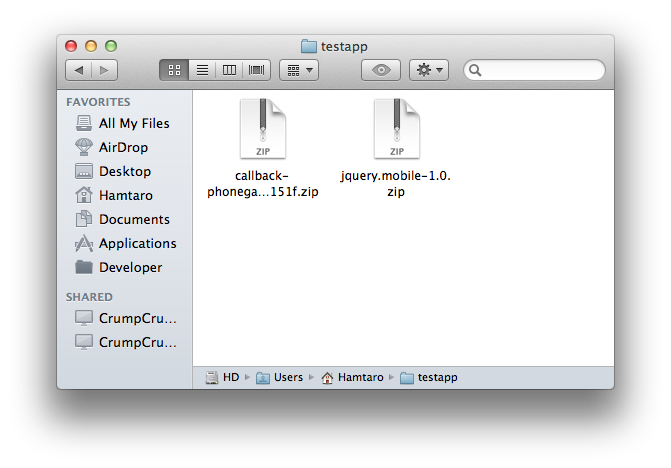 testapp
FAVORITES
All My Files
AirDrop
Desktop
Hamtaro
Documents
Applications
Developer
SHARED
CrumpCru...
CrumpCru...
ZIP
callback-
phonega...151f.zip
ZIP
jquery.mobile-1.0.
zip
HD Users Hamtaro testapp